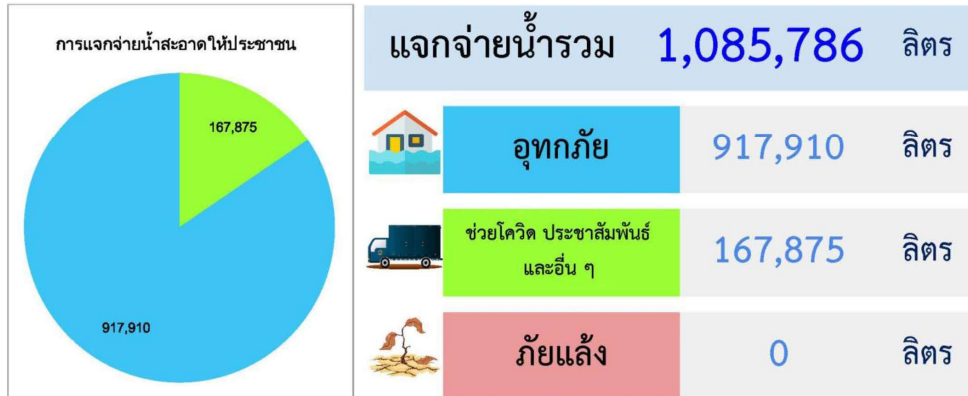 การแจกจ่ายน้ำสะอาดให้ประชาชน
167,875
917,910
แจกจ่ายน้ำรวม 1,085,786 ลิตร
อุทกภัย 917,910 ลิตร
ช่วยโควิด ประชาสัมพันธ์
และอื่น ๆ
167,875 ลิตร
ภัยแล้ง 0 ลิตร